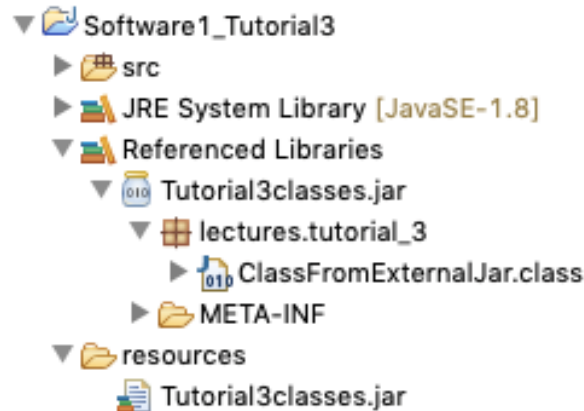 Software1_Tutorial3
src
JRE System Library [JavaSE-1.8]
Referenced Libraries
Tutorial3classes.jar
lectures.tutorial_3
ClassFromExternalJar.class
META-INF
resources
Tutorial3classes.jar